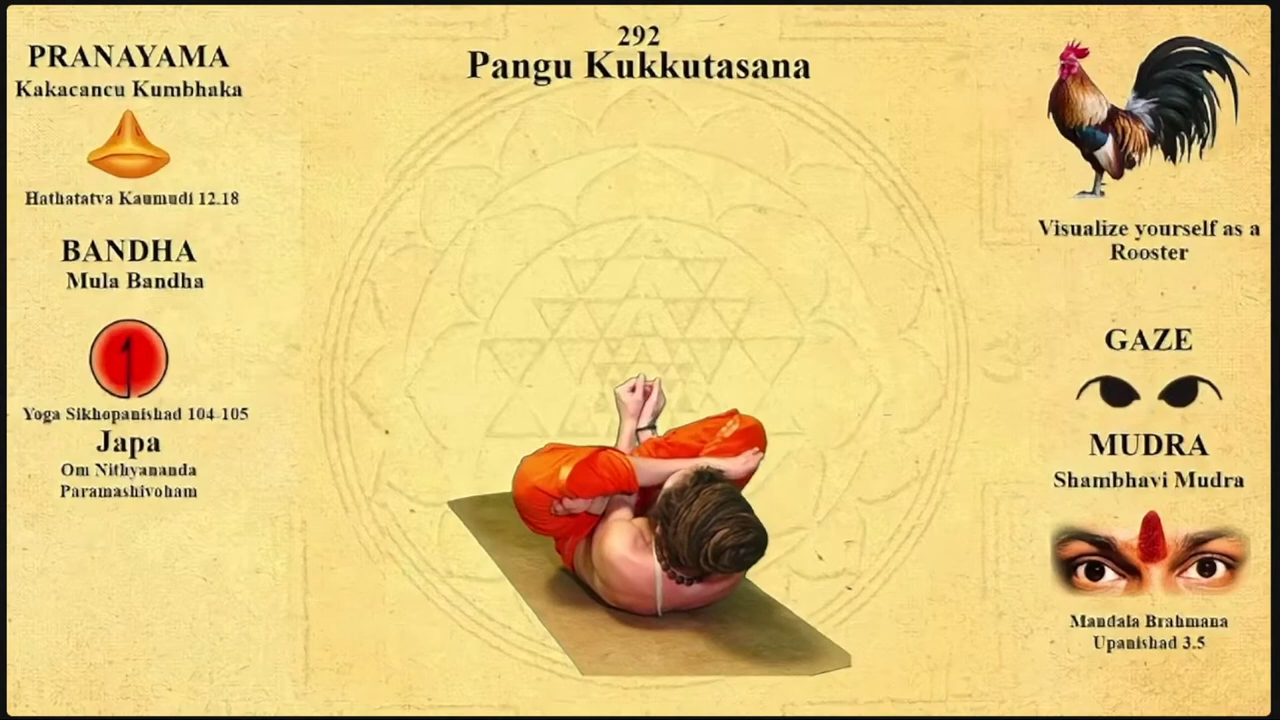 292
Pangu Kukkutasana
PRANAYAMA
Kakacancu Kumbhaka
Hathatatva Kaumudi 12.18
BANDHA
Mula Bandha
Yoga Sikhopanishad 104-105
Japa
Om Nithyananda
Paramashivoham
Visualize yourself as a
Rooster
GAZE
MUDRA
Shambhavi Mudra
Mandala Brahmana
Upanishad 3.5